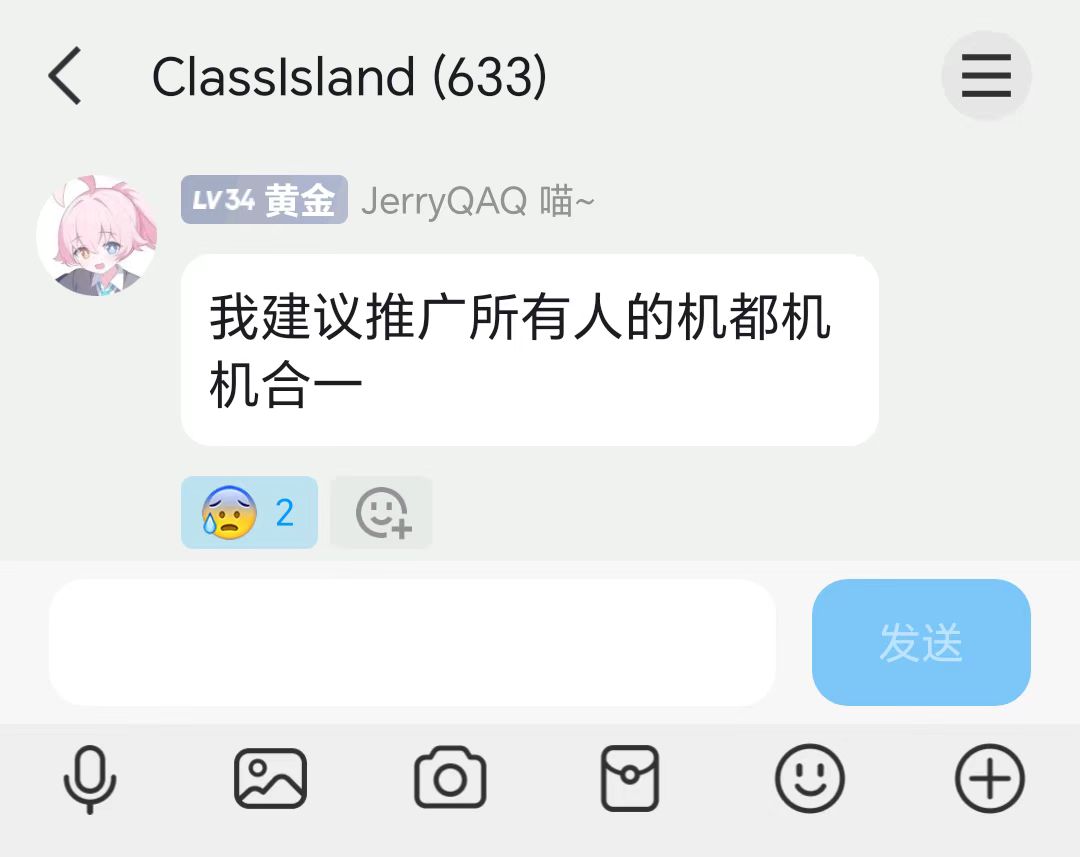 ClassIsland (633)
LV34 黄金 JerryQAQ 喵~
我建议推广所有人的机都机
机合一
2
发送